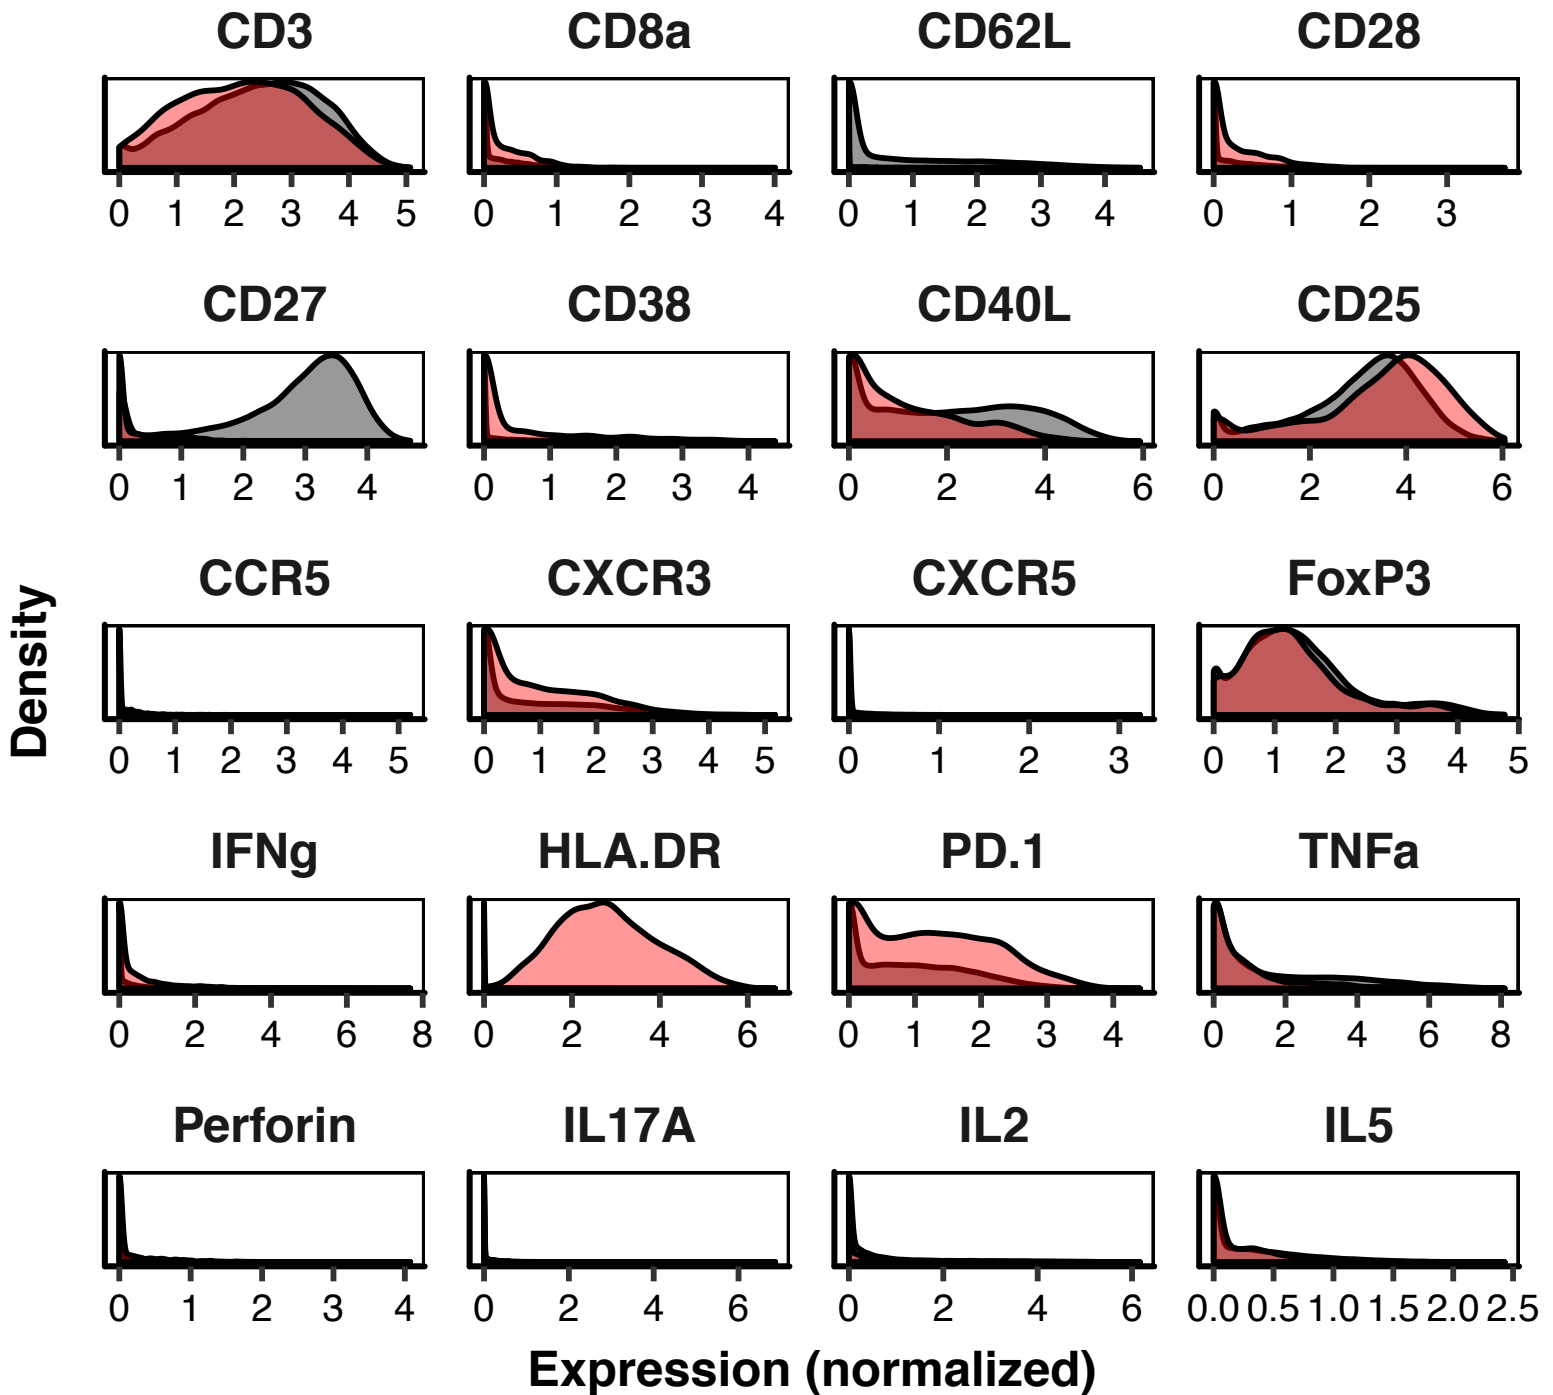 CD3 CD8a CD62L CD28
0 1 2 3 4 5 0 1 2 3 4 0 1 2 3 4 0 1 2 3
CD27 CD38 CD40L CD25
0 1 2 3 4 0 1 2 3 4 0 2 4 6 0 2 4 6
CCR5 CXCR3 CXCR5 FoxP3
0 1 2 3 4 5 0 1 2 3 4 5 0 1 2 3 0 1 2 3 4 5
Density
IFNg HLA.DR PD.1 TNFa
0 2 4 6 8 0 2 4 6 0 1 2 3 4 0 2 4 6 8
Perforin IL17A IL2 IL5
0 1 2 3 4 0 2 4 6 0 2 4 6 0.0 0.5 1.0 1.5 2.0 2.5
Expression (normalized)